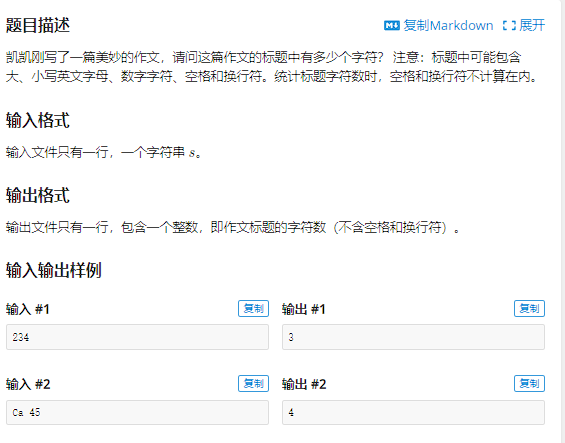 题目描述
复制Markdown 展开
凯凯刚写了一篇美妙的作文，请问这篇作文的标题中有多少个字符？ 注意：标题中可能包含
大、小写英文字母、数字字符、空格和换行符。统计标题字符数时，空格和换行符不计算在内。
输入格式
输入文件只有一行，一个字符串 s。
输出格式
输出文件只有一行，包含一个整数，即作文标题的字符数（不含空格和换行符）。
输入输出样例
输入 #1 复制 输出 #1 复制
234 3
输入 #2 复制 输出 #2 复制
Ca 45 4